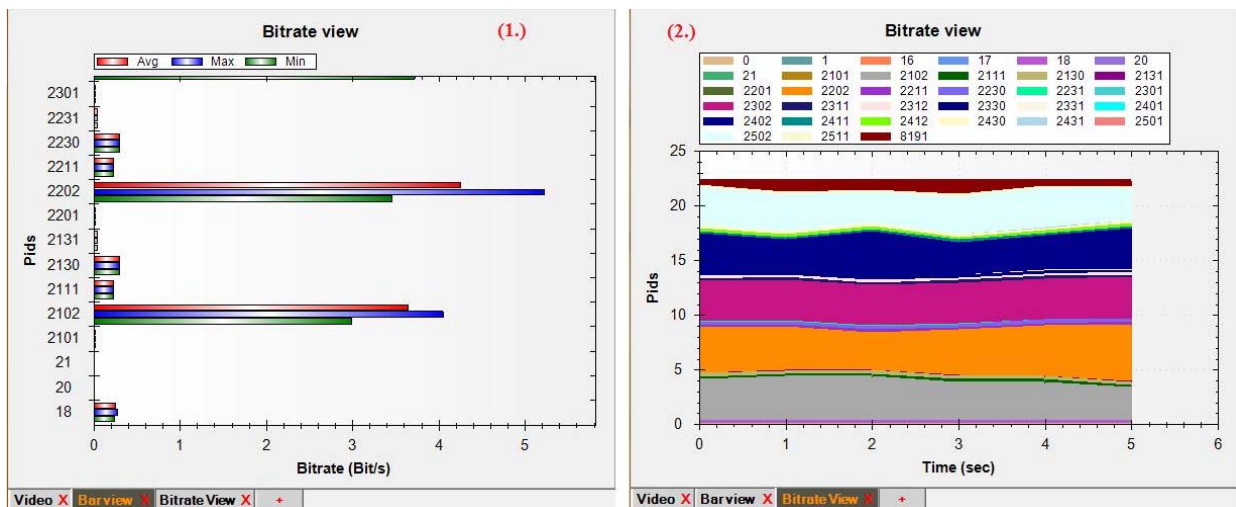 Bitrate view (1.)
Avg Max Min
Pids
2301
2231
2230
2211
2202
2201
2131
2130
2111
2102
2101
21
20
18
0 1 2 3 4 5
Bitrate (Bit/s)
Video X Barview X Bitrate View X +
(2.) Bitrate view
0 1 16 17 18 20
21 2101 2102 2111 2130 2131
2201 2202 2211 2230 2231 2301
2302 2311 2312 2330 2331 2401
2402 2411 2412 2430 2431 2501
2502 2511 8191
Pids
25
20
15
10
5
0
0 1 2 3 4 5 6
Time (sec)
Video X Barview X Bitrate View X +